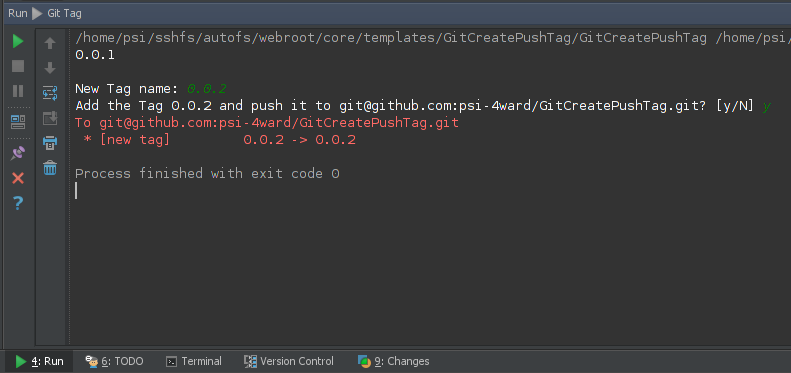 Run Git Tag
/home/psi/sshfs/autofs/webroot/core/templates/GitCreatePushTag/GitCreatePushTag /home/psi/
0.0.1
New Tag name: 0.0.2
Add the Tag 0.0.2 and push it to git@github.com:psi-4ward/GitCreatePushTag.git? [y/N] y
To git@github.com:psi-4ward/GitCreatePushTag.git
* [new tag] 0.0.2 -> 0.0.2
Process finished with exit code 0
4: Run 6: TODO Terminal Version Control 9: Changes